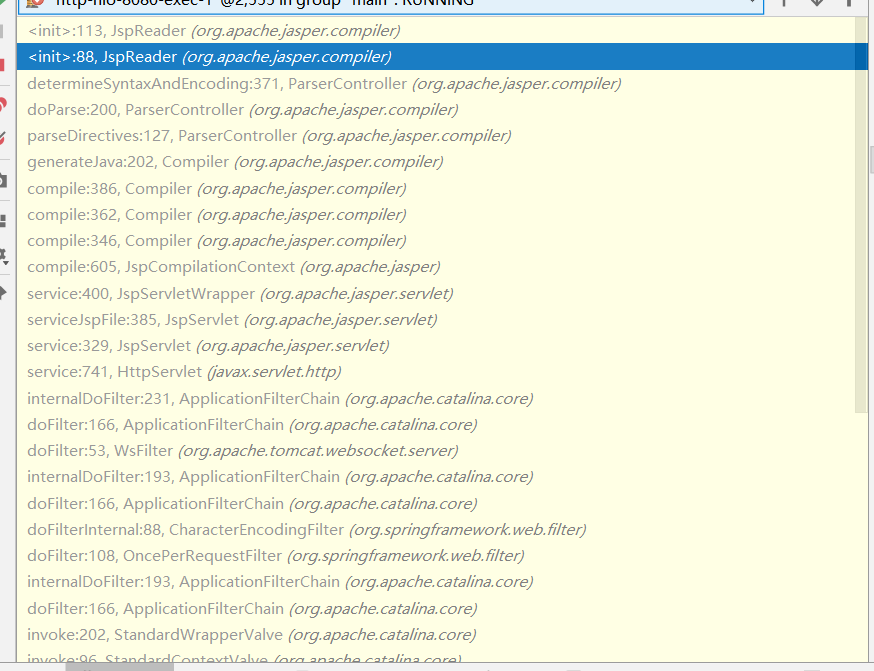 "http-nio-8080-exec-1"@2,555 in group "main": RUNNING
<init>:113, JspReader (org.apache.jasper.compiler)
<init>:88, JspReader (org.apache.jasper.compiler)
determineSyntaxAndEncoding:371, ParserController (org.apache.jasper.compiler)
doParse:200, ParserController (org.apache.jasper.compiler)
parseDirectives:127, ParserController (org.apache.jasper.compiler)
generateJava:202, Compiler (org.apache.jasper.compiler)
compile:386, Compiler (org.apache.jasper.compiler)
compile:362, Compiler (org.apache.jasper.compiler)
compile:346, Compiler (org.apache.jasper.compiler)
compile:605, JspCompilationContext (org.apache.jasper)
service:400, JspServletWrapper (org.apache.jasper.servlet)
serviceJspFile:385, JspServlet (org.apache.jasper.servlet)
service:329, JspServlet (org.apache.jasper.servlet)
service:741, HttpServlet (javax.servlet.http)
internalDoFilter:231, ApplicationFilterChain (org.apache.catalina.core)
doFilter:166, ApplicationFilterChain (org.apache.catalina.core)
doFilter:53, WsFilter (org.apache.tomcat.websocket.server)
internalDoFilter:193, ApplicationFilterChain (org.apache.catalina.core)
doFilter:166, ApplicationFilterChain (org.apache.catalina.core)
doFilterInternal:88, CharacterEncodingFilter (org.springframework.web.filter)
doFilter:108, OncePerRequestFilter (org.springframework.web.filter)
internalDoFilter:193, ApplicationFilterChain (org.apache.catalina.core)
doFilter:166, ApplicationFilterChain (org.apache.catalina.core)
invoke:202, StandardWrapperValve (org.apache.catalina.core)
invoke:96, StandardContextValve (org.apache.catalina.core)